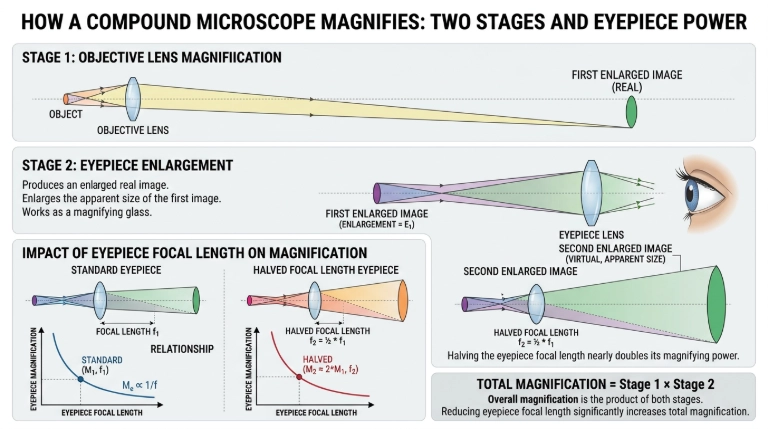 HOW A COMPOUND MICROSCOPE MAGNIFIES: TWO STAGES AND EYEPIECE POWER
STAGE 1: OBJECTIVE LENS MAGNIFIICATION
OBJECT
OBJECTIVE LENS
FIRST ENLARGED IMAGE
(REAL)
STAGE 2: EYEPIECE ENLARGEMENT
Produces an enlarged real image.
Enlarges the apparent size of the first image.
Works as a magnifying glass.
FIRST ENLARGED IMAGE
(ENLARGEMENT = E₁)
EYEPIECE LENS
SECOND ENLARGED IMAGE
(VIRTUAL, APPARENT SIZE)
SECOND ENLARGED IMAGE
HALVED FOCAL LENGTH
f₂ = ½ * f₁
Halving the eyepiece focal length nearly doubles its magnifying power.
IMPACT OF EYEPIECE FOCAL LENGTH ON MAGNIFICATION
STANDARD EYEPIECE
FOCAL LENGTH f₁
RELATIONSHIP
EYEPIECE MAGNIFICATION
STANDARD
(M₁, f₁)
Mₑ ∝ 1/f
EYEPIECE FOCAL LENGTH
HALVED FOCAL LENGTH EYEPIECE
HALVED FOCAL LENGTH
f₂ = ½ * f₁
EYEPIECE MAGNIFICATION
HALVED
(M₂ = 2*M₁, f₂)
EYEPIECE FOCAL LENGTH
TOTAL MAGNIFICATION = Stage 1 × Stage 2
Overall magnification is the product of both stages.
Reducing eyepiece focal length significantly increases total magnification.